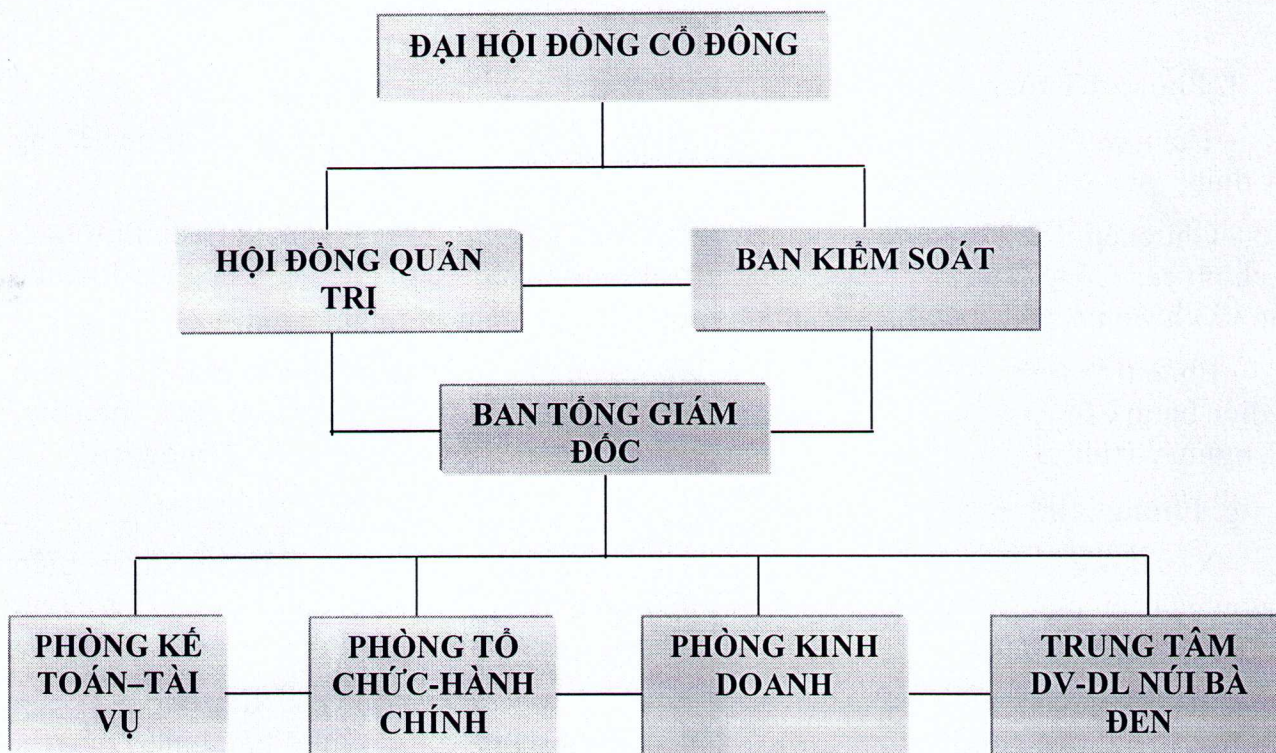 ĐẠI HỘI ĐỒNG CỔ ĐÔNG
HỘI ĐỒNG QUẢN
TRỊ
BAN KIỂM SOÁT
BAN TỔNG GIÁM
ĐỐC
PHÒNG KẾ
TOÁN–TÀI
VỤ
PHÒNG TỔ
CHỨC-HÀNH
CHÍNH
PHÒNG KINH
DOANH
TRUNG TÂM
DV-DL NÚI BÀ
ĐEN